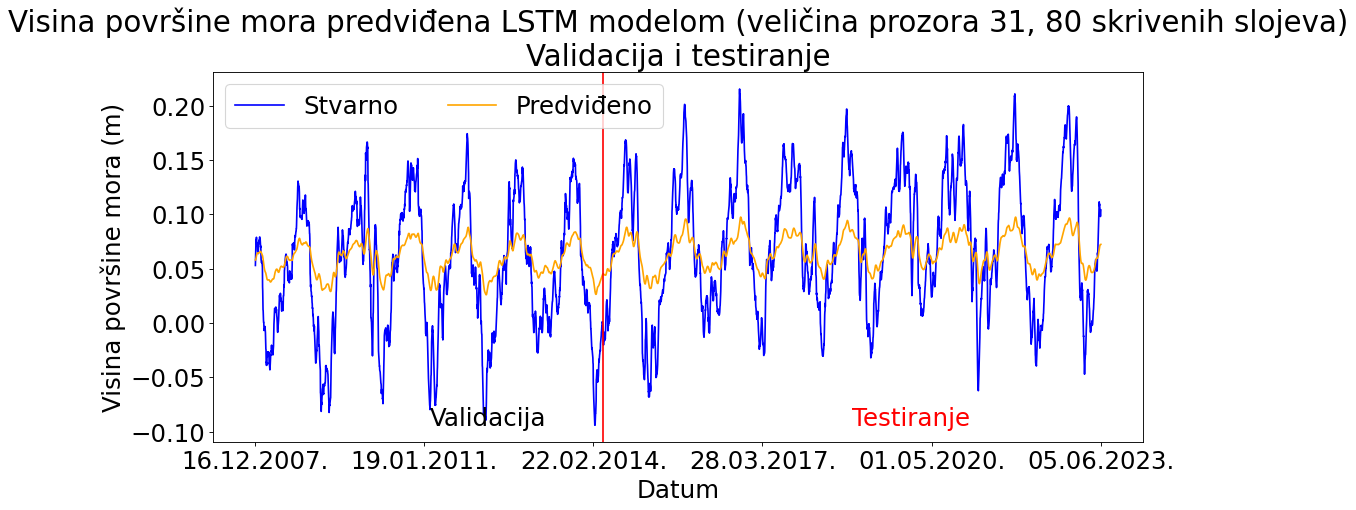 Visina površine mora predviđena LSTM modelom (veličina prozora 31, 80 skrivenih slojeva)
Validacija i testiranje
Stvarno Predviđeno
Visina površine mora (m)
0.20
0.15
0.10
0.05
0.00
−0.05
−0.10
Validacija Testiranje
16.12.2007. 19.01.2011. 22.02.2014. 28.03.2017. 01.05.2020. 05.06.2023.
Datum